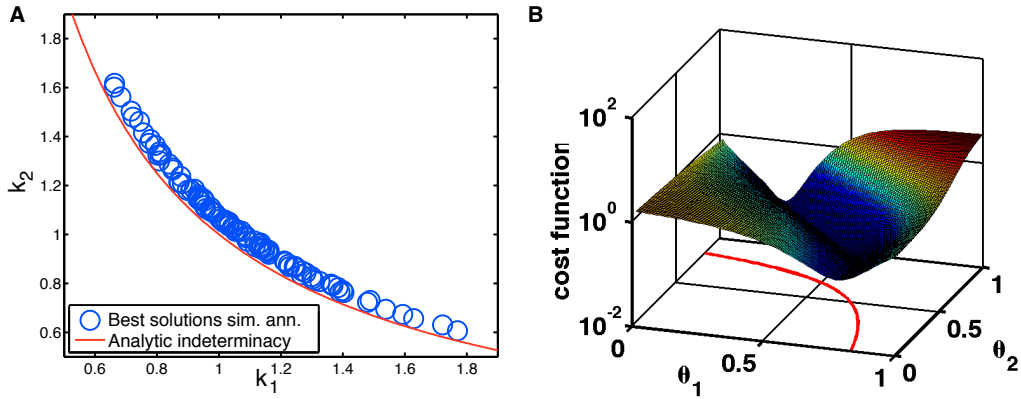 A
k2
1.8
1.6
1.4
1.2
1
0.8
0.6
Best solutions sim. ann.
Analytic indeterminacy
0.6 0.8 1 1.2 1.4 1.6 1.8
k1
B
cost function
10^2
10^0
10^-2
0 0.5 1
θ1
0 0.5 1
θ2